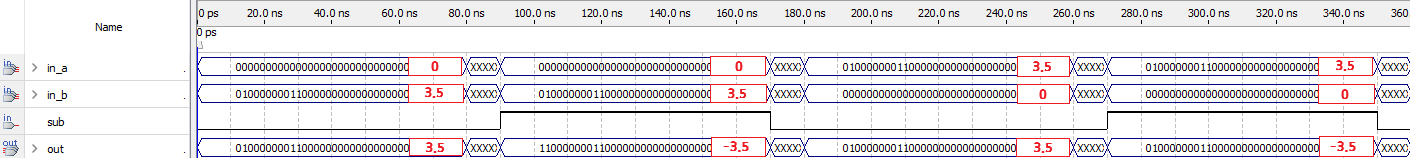 Name 0 ps 20.0 ns 40.0 ns 60.0 ns 80.0 ns 100.0 ns 120.0 ns 140.0 ns 160.0 ns 180.0 ns 200.0 ns 220.0 ns 240.0 ns 260.0 ns 280.0 ns 300.0 ns 320.0 ns 340.0 ns
0 ps
in in_a 00000000000000000000000000000 0 XXXX 00000000000000000000000000000 0 XXXX 01000000011000000000000000000 3.5 XXXX 01000000011000000000000000000 3.5 XXXX
in in_b 01000000011000000000000000000 3.5 XXXX 01000000011000000000000000000 3.5 XXXX 00000000000000000000000000000 0 XXXX 00000000000000000000000000000 0 XXXX
in sub
out out 01000000011000000000000000000 3.5 XXXX 11000000011000000000000000000 -3.5 XXXX 01000000011000000000000000000 3.5 XXXX 01000000011000000000000000000 -3.5 XXXX